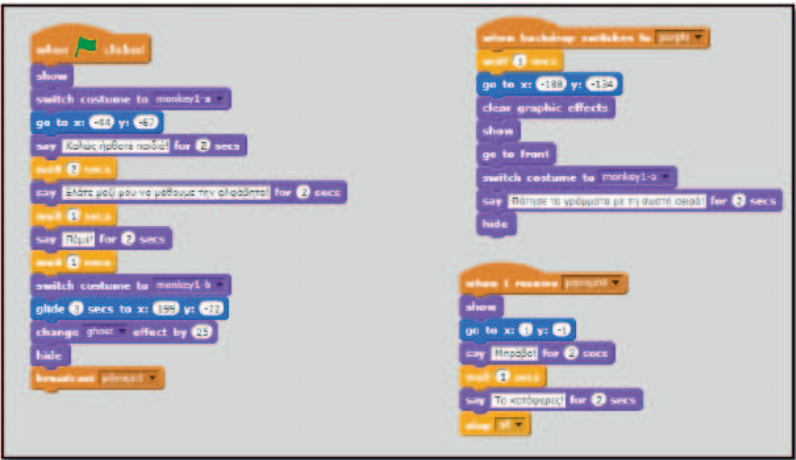 when clicked
show
switch costume to monkey1-a
go to x: -44 y: -67
say Καλώς ήρθατε παιδιά! for 2 secs
wait 2 secs
say Ελάτε μαζί μου να μάθουμε την αλφάβητα! for 2 secs
wait 1 secs
say Πάμε! for 2 secs
wait 1 secs
switch costume to monkey1-b
glide 3 secs to x: 199 y: -72
change ghost effect by 25
hide
broadcast
when backdrop switches to purple
wait 1 secs
go to x: -188 y: -134
clear graphic effects
show
go to front
switch costume to monkey1-a
say Πάτησε τα γράμματα με τη σωστή σειρά! for 2 secs
hide
when I receive
show
go to x: y: -1
say Μπράβο! for 2 secs
wait 1 secs
say Τα κατάφερες! for 2 secs
stop all